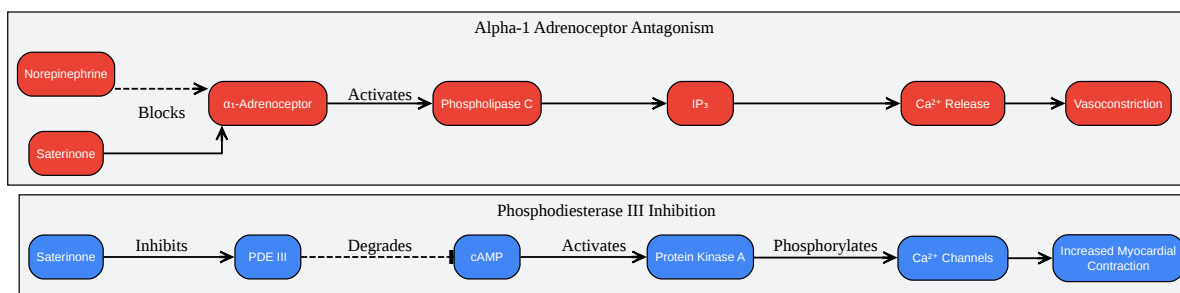 Alpha-1 Adrenoceptor Antagonism
Norepinephrine
Blocks
Saterinone
α₁-Adrenoceptor
Activates
Phospholipase C
IP₃
Ca²⁺ Release
Vasoconstriction
Phosphodiesterase III Inhibition
Saterinone
Inhibits
PDE III
Degrades
cAMP
Activates
Protein Kinase A
Phosphorylates
Ca²⁺ Channels
Increased Myocardial
Contraction